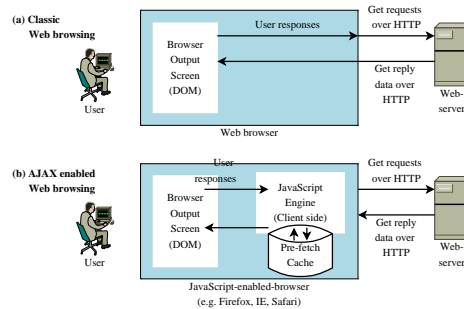 (a) Classic
Web browsing
User
Browser
Output
Screen
(DOM)
User responses
Web browser
Get requests
over HTTP
Get reply
data over
HTTP
Web-
server
(b) AJAX enabled
Web browsing
User
Browser
Output
Screen
(DOM)
User
responses
JavaScript
Engine
(Client side)
Pre-fetch
Cache
JavaScript-enabled-browser
(e.g. Firefox, IE, Safari)
Get requests
over HTTP
Get reply
data over
HTTP
Web-
server